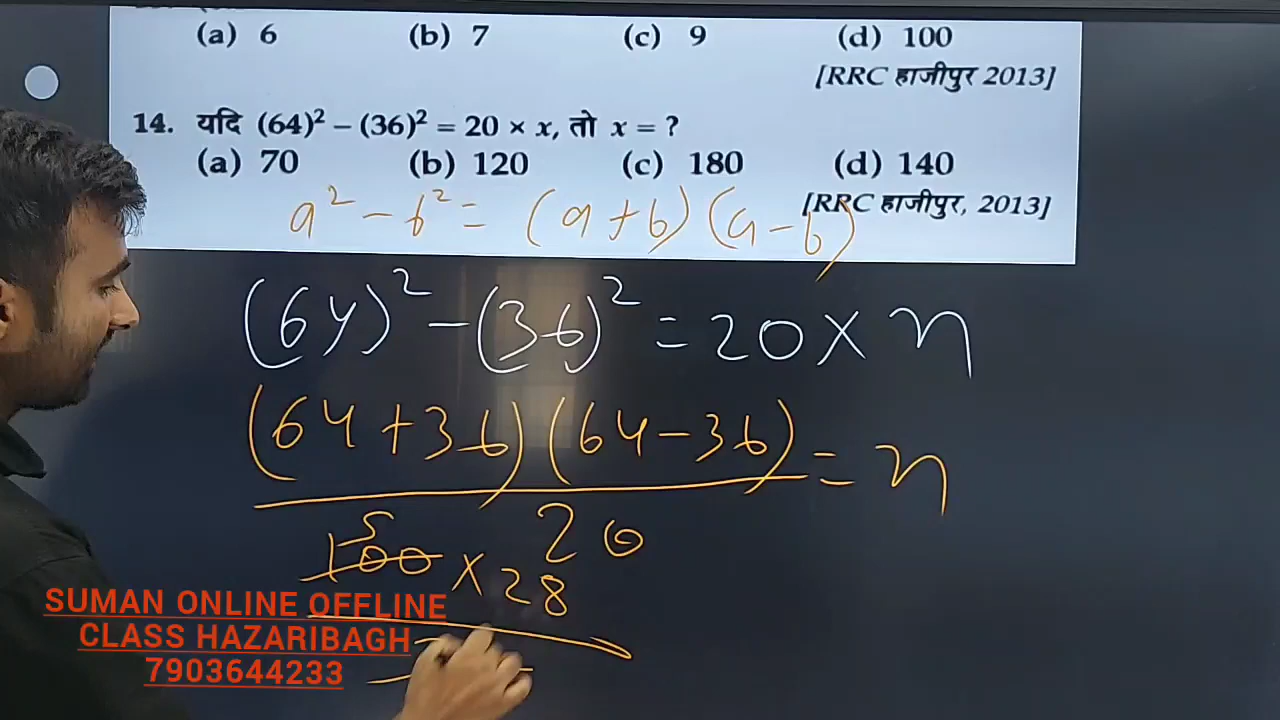 (a) 6 (b) 7 (c) 9 (d) 100
[RRC हाजीपुर 2013]
14. यदि (64)² – (36)² = 20 × x, तो x = ?
(a) 70 (b) 120 (c) 180 (d) 140
[RRC हाजीपुर, 2013]
a² – b² = (a + b) (a – b)
(64)² – (36)² = 20 × x
(64 + 36) (64 – 36) = x
20
5
100 × 28
SUMAN ONLINE OFFLINE
CLASS HAZARIBAGH
7903644233